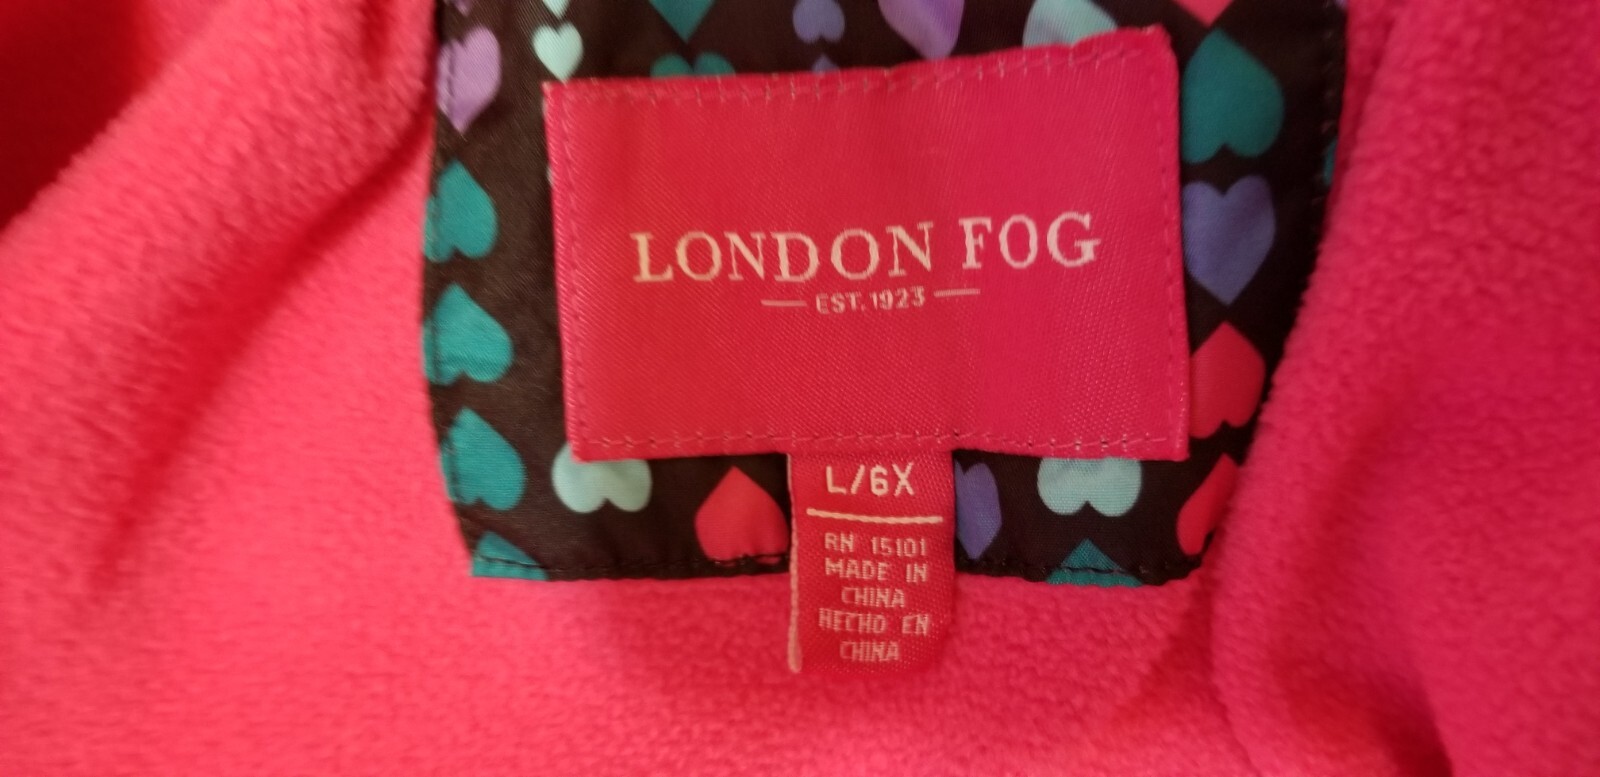 LONDON FOG
EST. 1923
L/6X
RN 15101
MADE IN
CHINA
HECHO EN
CHINA